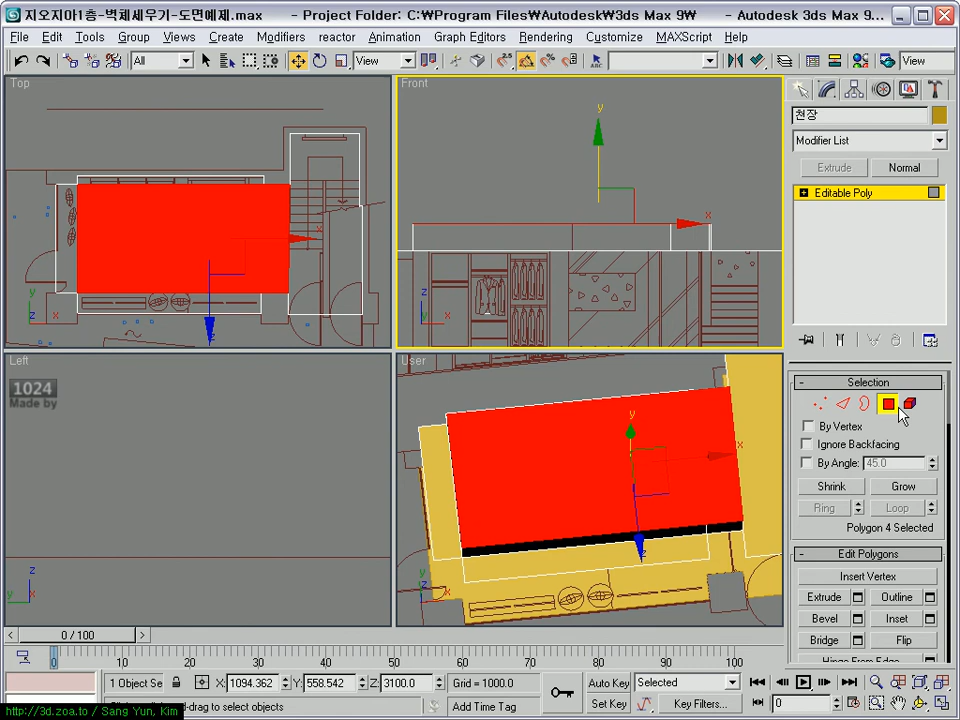 지오지아1층-벽체세우기-도면예제.max - Project Folder: C:₩Program Files₩Autodesk₩3ds Max 9₩ - Autodesk 3ds Max 9...
File Edit Tools Group Views Create Modifiers reactor Animation Graph Editors Rendering Customize MAXScript Help
All View View
Top Front
천장
Modifier List
Extrude Normal
Editable Poly
y
x
z
Left User
1024
Made by
Selection
By Vertex
Ignore Backfacing
By Angle: 45.0
Shrink Grow
Ring Loop
Polygon 4 Selected
Edit Polygons
Insert Vertex
Extrude Outline
Bevel Inset
Bridge Flip
Hinge From Edge
< 0 / 100 >
0 10 20 30 40 50 60 70 80 90 100
1 Object Se X: 1094.362 Y: 558.542 Z: 3100.0 Grid = 1000.0 Auto Key Selected
-drag to select objects Add Time Tag Set Key Key Filters... 0
http://3d.zoa.to / Sang Yun, Kim